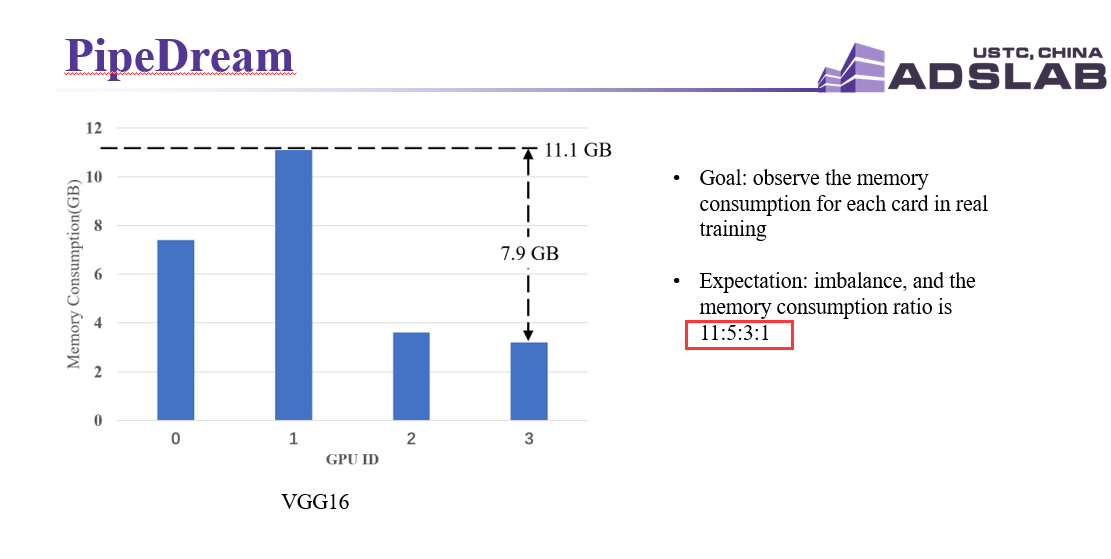 PipeDream
USTC, CHINA
ADSLAB
12
10
8
6
4
2
0
Memory Consumption(GB)
11.1 GB
7.9 GB
0 1 2 3
GPU ID
VGG16
• Goal: observe the memory
consumption for each card in real
training
• Expectation: imbalance, and the
memory consumption ratio is
11:5:3:1